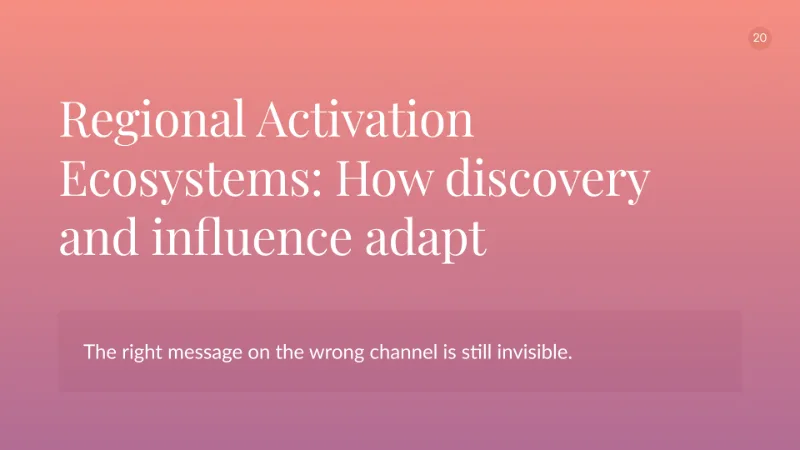 20
Regional Activation
Ecosystems: How discovery
and influence adapt
The right message on the wrong channel is still invisible.